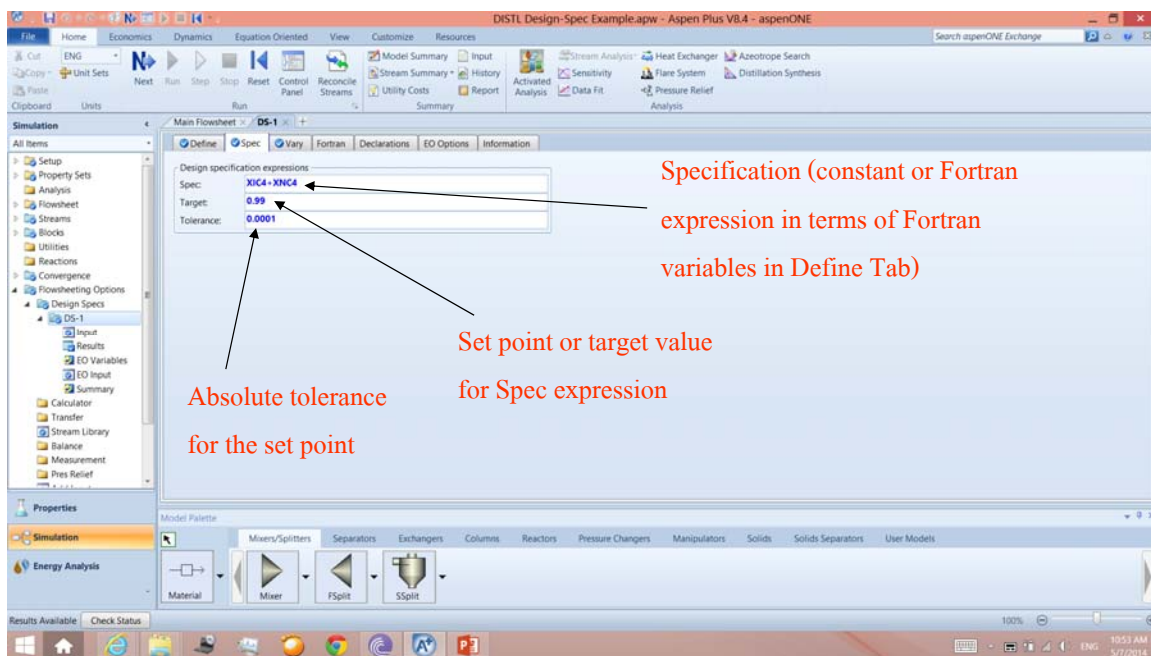 DISTL Design-Spec Example.apw - Aspen Plus V8.4 - aspenONE
File Home Economics Dynamics Equation Oriented View Customize Resources Search aspenONE Exchange
Cut ENG Model Summary Input Stream Analysis Heat Exchanger Azeotrope Search
Copy Unit Sets Stream Summary History Sensitivity Flare System Distillation Synthesis
Paste Next Run Step Stop Reset Control Panel Reconcile Streams Utility Costs Report Activated Analysis Data Fit Pressure Relief
Clipboard Units Run Summary Analysis
Simulation Main Flowsheet DS-1
All Items Define Spec Vary Fortran Declarations EO Options Information
Setup
Property Sets
Analysis
Flowsheet
Streams
Blocks
Utilities
Reactions
Convergence
Flowsheeting Options
Design Specs
DS-1
Input
Results
EO Variables
EO Input
Summary
Calculator
Transfer
Stream Library
Balance
Measurement
Pres Relief
Design specification expressions
Spec: XIC4+XNC4
Target: 0.99
Tolerance: 0.0001
Specification (constant or Fortran
expression in terms of Fortran
variables in Define Tab)
Set point or target value
for Spec expression
Absolute tolerance
for the set point
Properties
Simulation
Energy Analysis
Model Palette
Mixers/Splitters Separators Exchangers Columns Reactors Pressure Changers Manipulators Solids Solids Separators User Models
Material Mixer FSplit SSplit
Results Available Check Status 100%
ENG 10:53 AM
5/7/2014